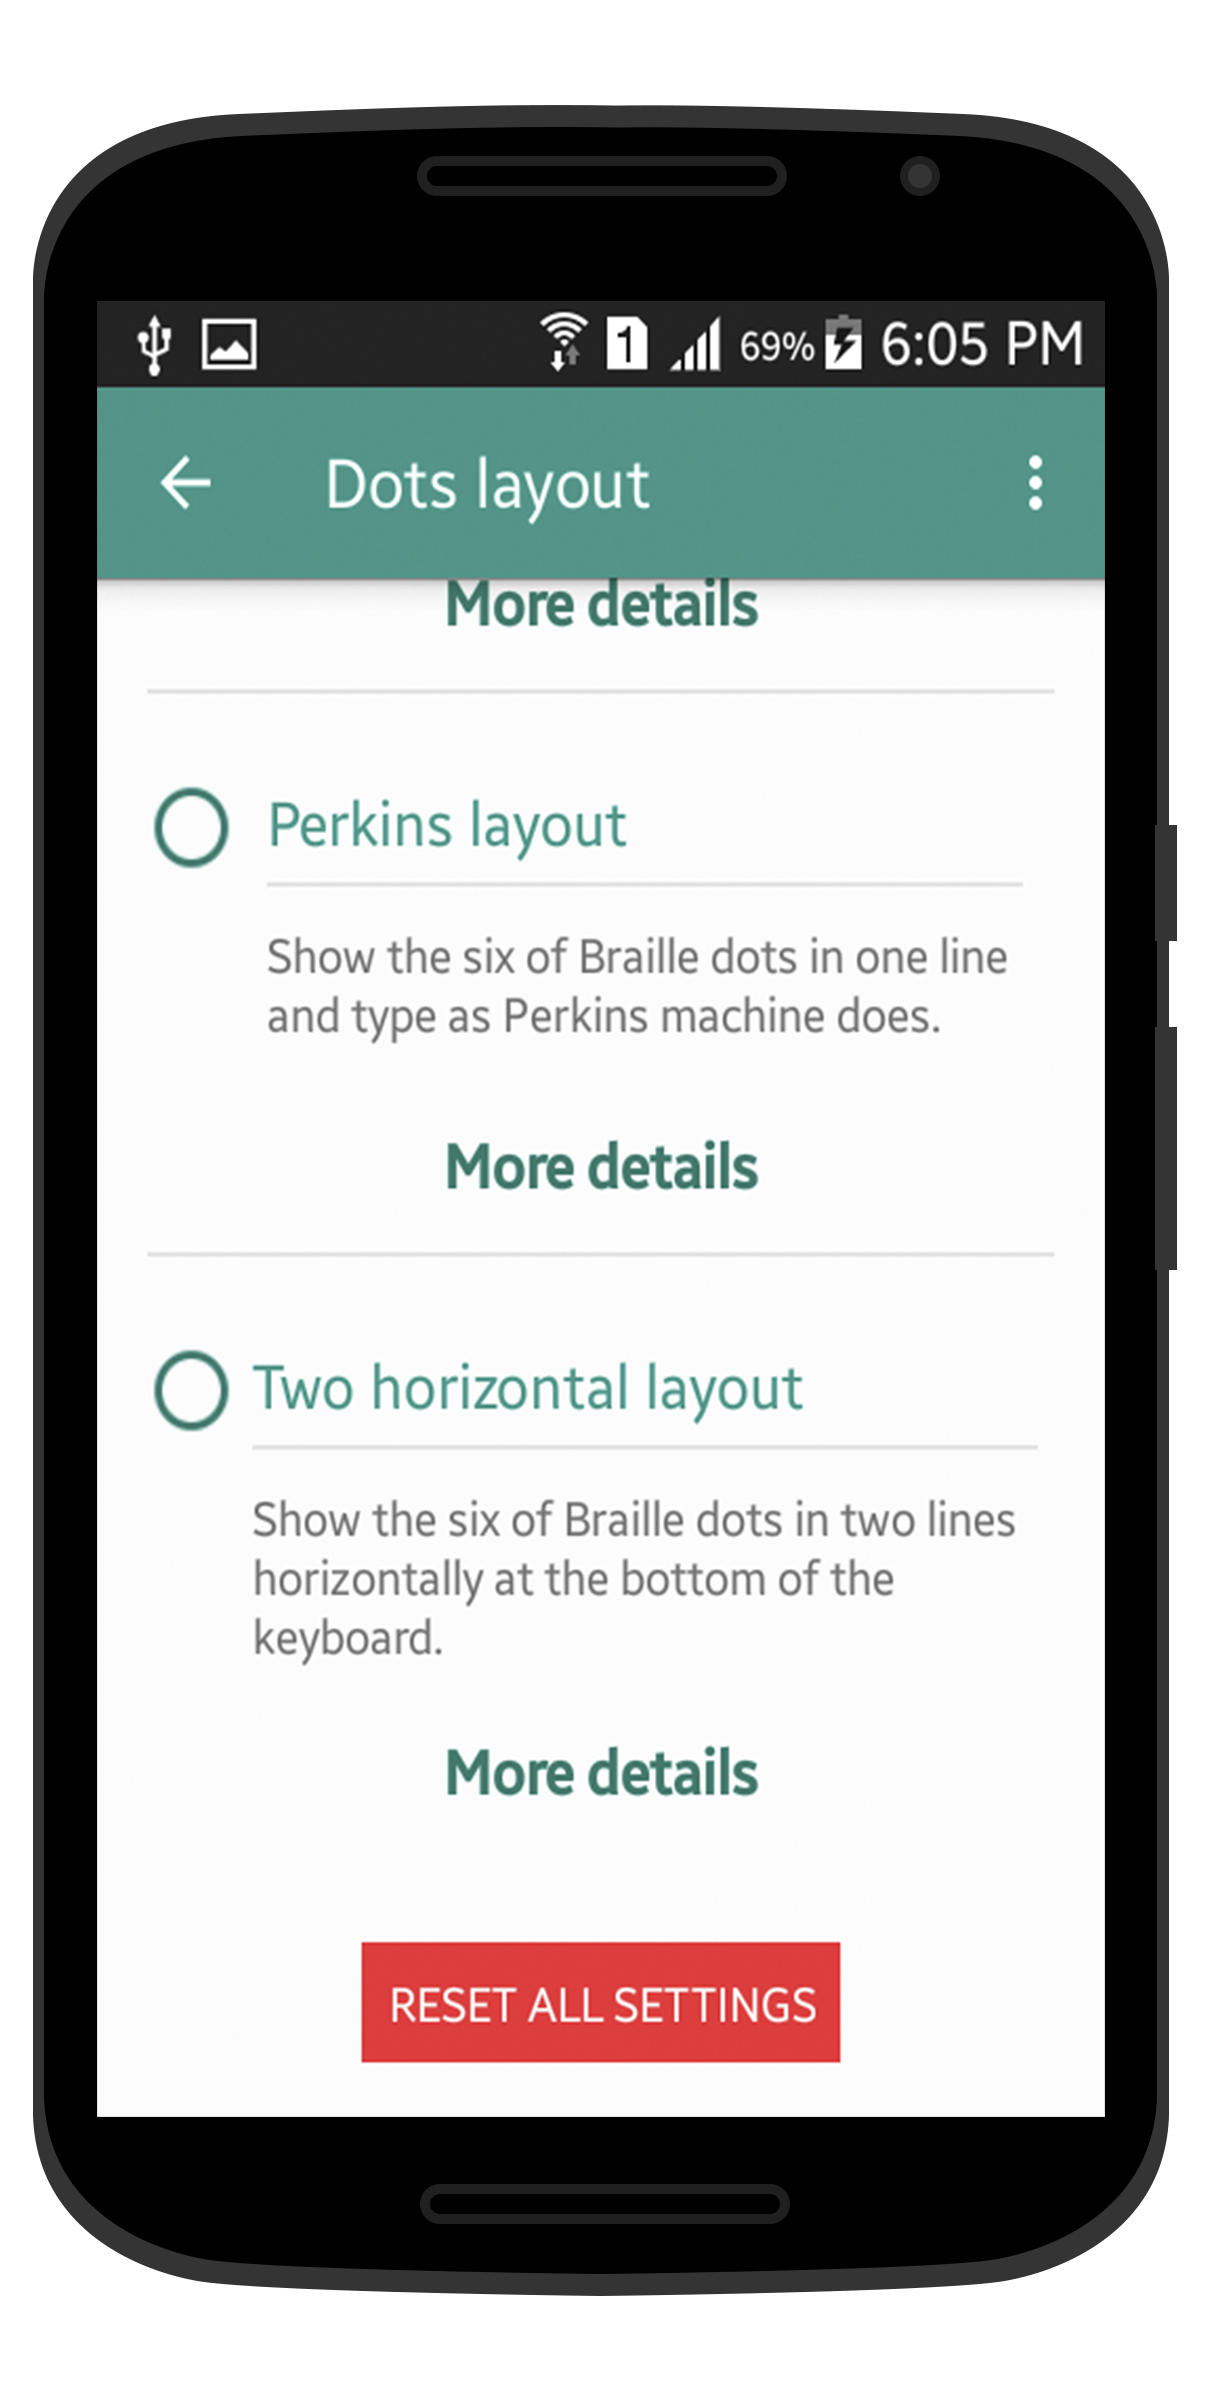 1 69% 6:05 PM
Dots layout
More details
Perkins layout
Show the six of Braille dots in one line
and type as Perkins machine does.
More details
Two horizontal layout
Show the six of Braille dots in two lines
horizontally at the bottom of the
keyboard.
More details
RESET ALL SETTINGS